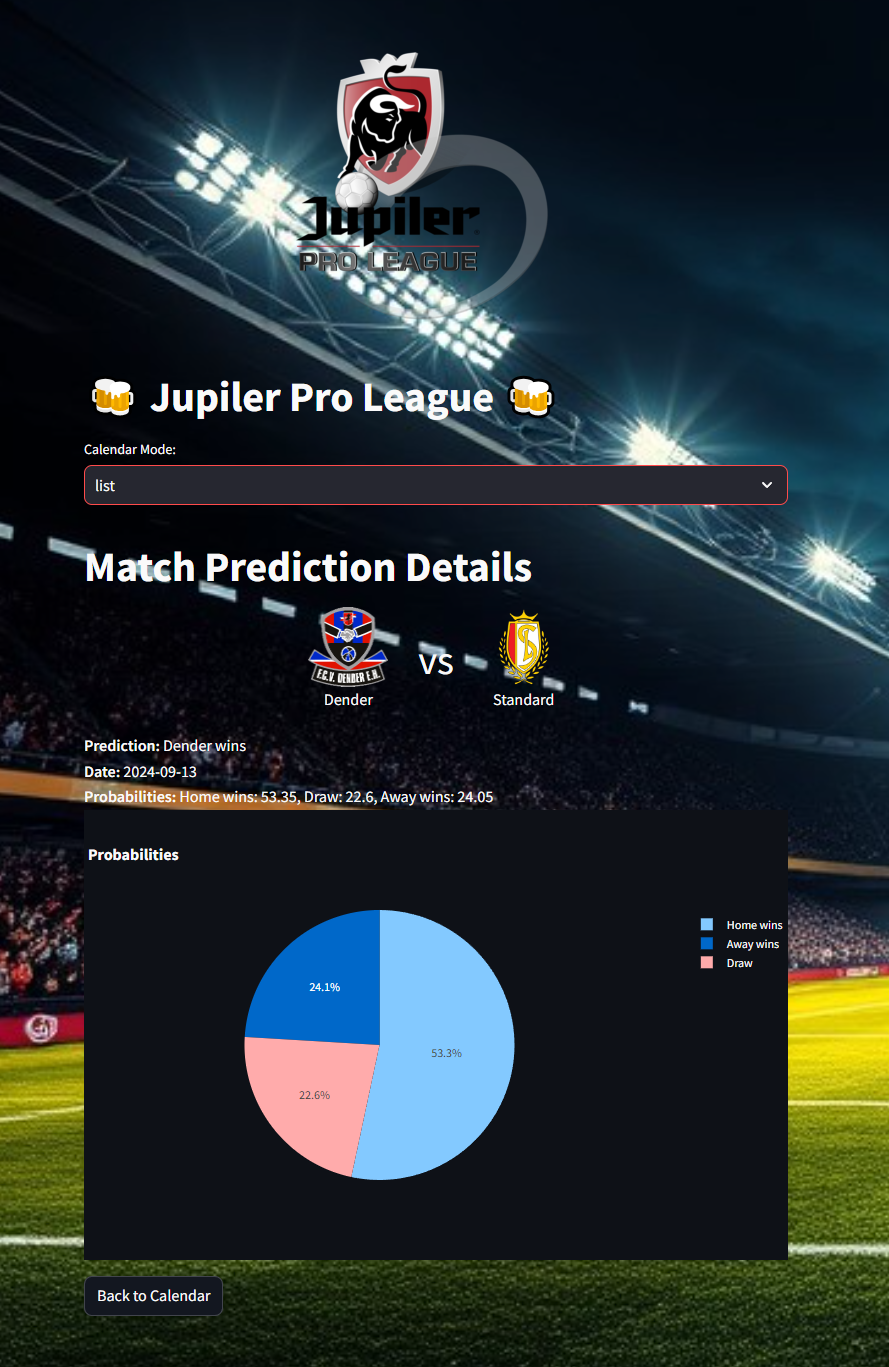 Jupiler
PRO LEAGUE
🍻 Jupiler Pro League 🍻
Calendar Mode:
list
Match Prediction Details
F.C.V. DENDER E.H.
VS
Dender
Standard
Prediction: Dender wins
Date: 2024-09-13
Probabilities: Home wins: 53.35, Draw: 22.6, Away wins: 24.05
Probabilities
Home wins
Away wins
Draw
24.1%
53.3%
22.6%
Back to Calendar